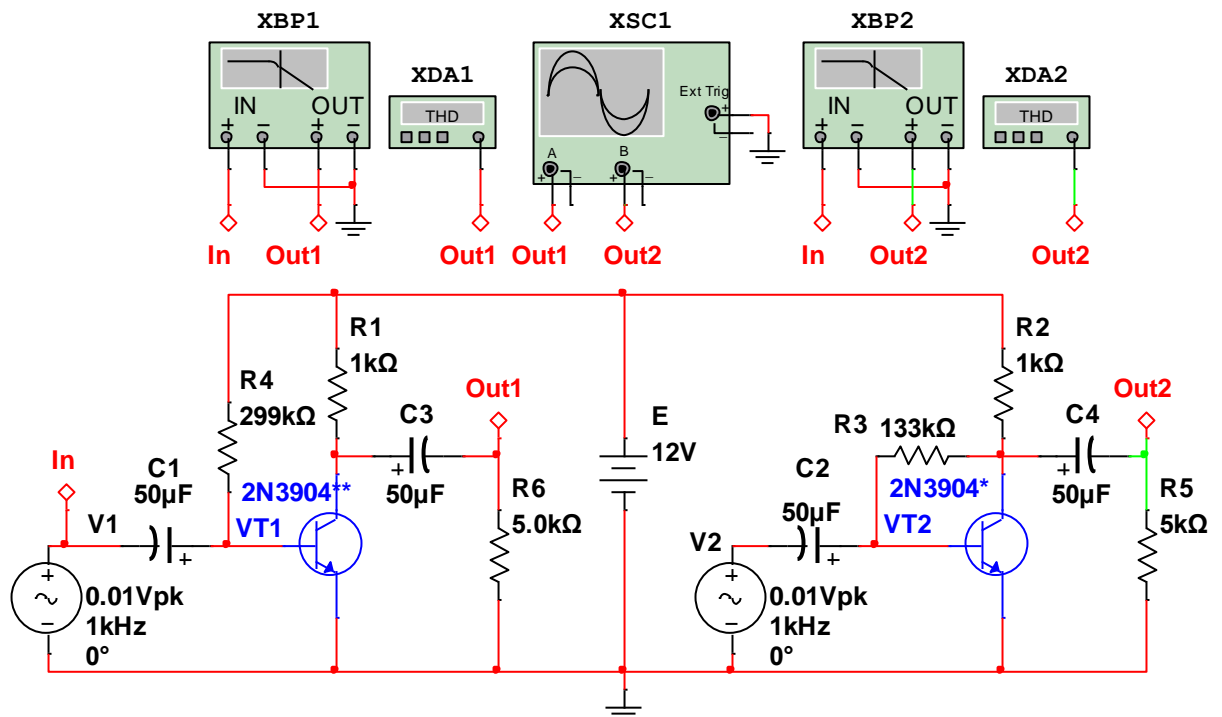 XBP1
XSC1
XBP2
XDA1
XDA2
IN
OUT
+
−
+
−
THD
Ext Trig
+
−
A
B
+
−
+
−
IN
OUT
+
−
+
−
THD
In
Out1
Out1
Out1
Out2
In
Out2
Out2
R1
1kΩ
R2
1kΩ
R4
299kΩ
Out1
Out2
C3
+
50µF
E
12V
R3
133kΩ
C4
+
50µF
In
C1
50µF
+
2N3904**
VT1
R6
5.0kΩ
C2
50µF
+
2N3904*
VT2
R5
5kΩ
V1
+
−
0.01Vpk
1kHz
0°
V2
+
−
0.01Vpk
1kHz
0°